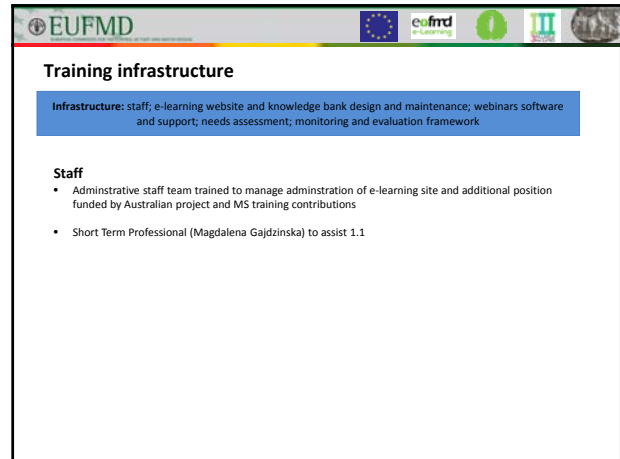 EUFMD
eofmd
e-Learning
Training infrastructure
Infrastructure: staff; e-learning website and knowledge bank design and maintenance; webinars software
and support; needs assessment; monitoring and evaluation framework
Staff
• Adminstrative staff team trained to manage adminstration of e-learning site and additional position
funded by Australian project and MS training contributions
• Short Term Professional (Magdalena Gajdzinska) to assist 1.1